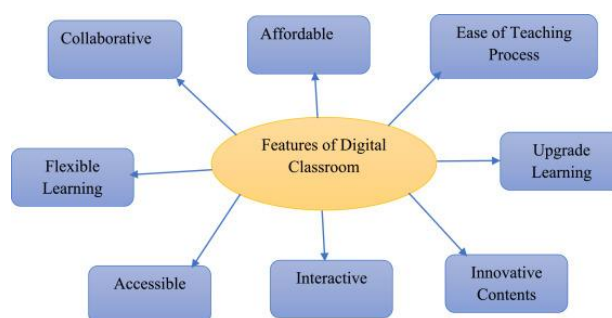 Collaborative
Affordable
Ease of Teaching
Process
Features of Digital
Classroom
Flexible
Learning
Upgrade
Learning
Accessible
Interactive
Innovative
Contents